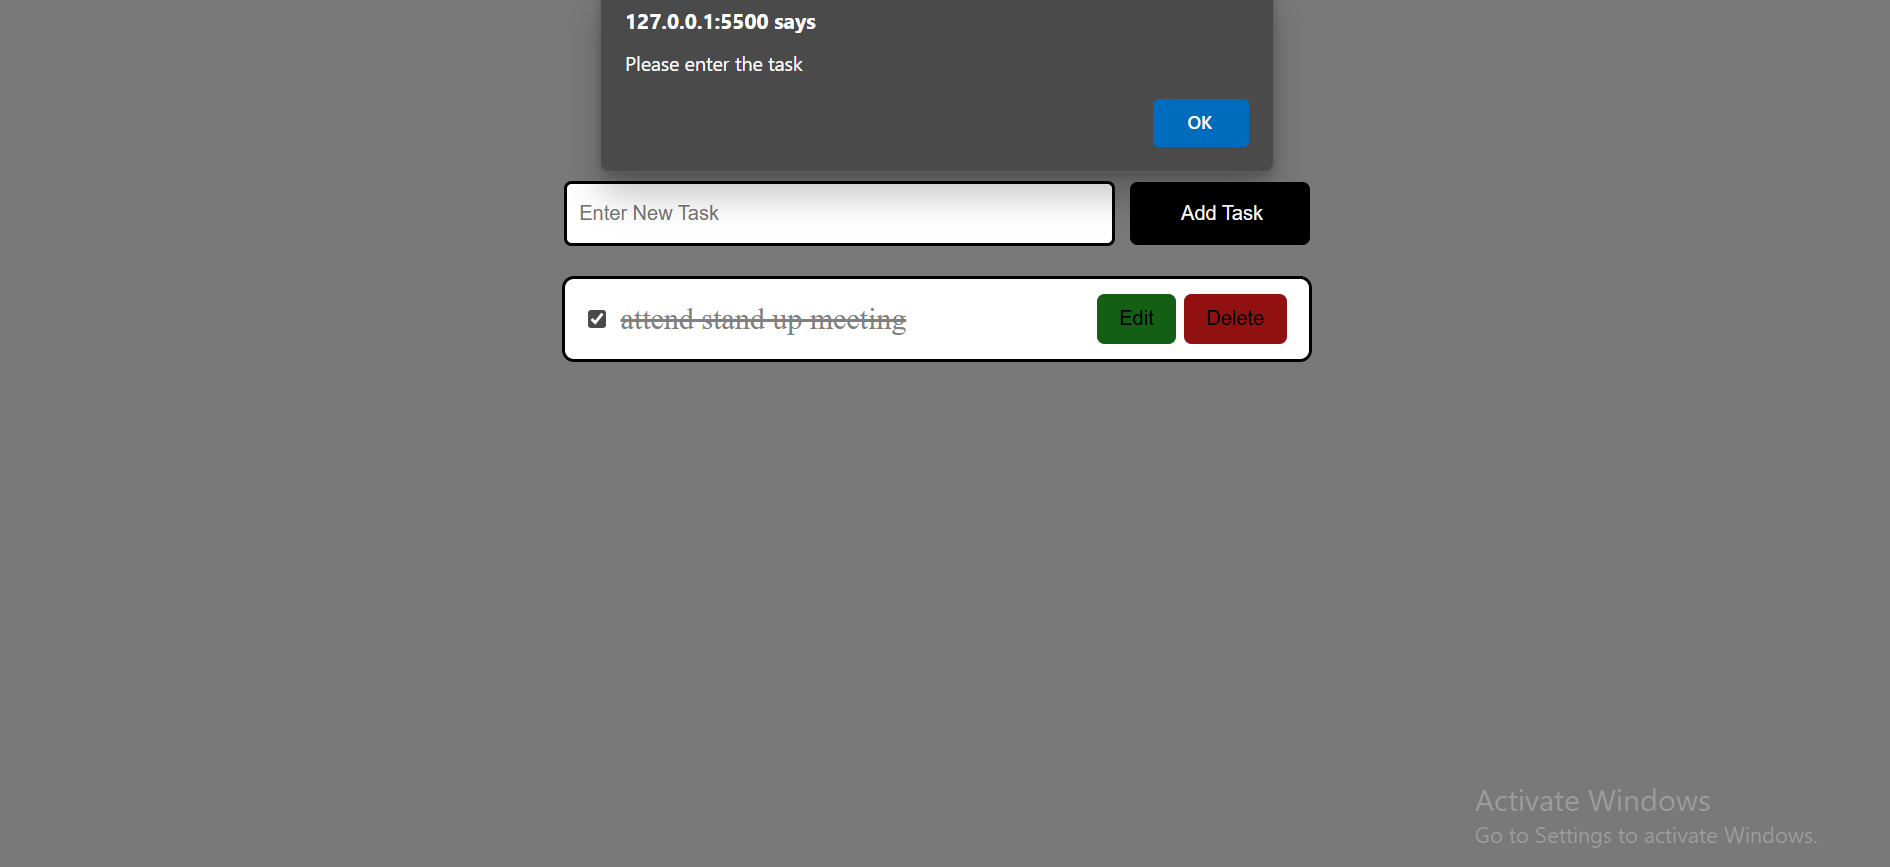 127.0.0.1:5500 says
Please enter the task
OK
Enter New Task
Add Task
attend stand up meeting
Edit
Delete
Activate Windows
Go to Settings to activate Windows.